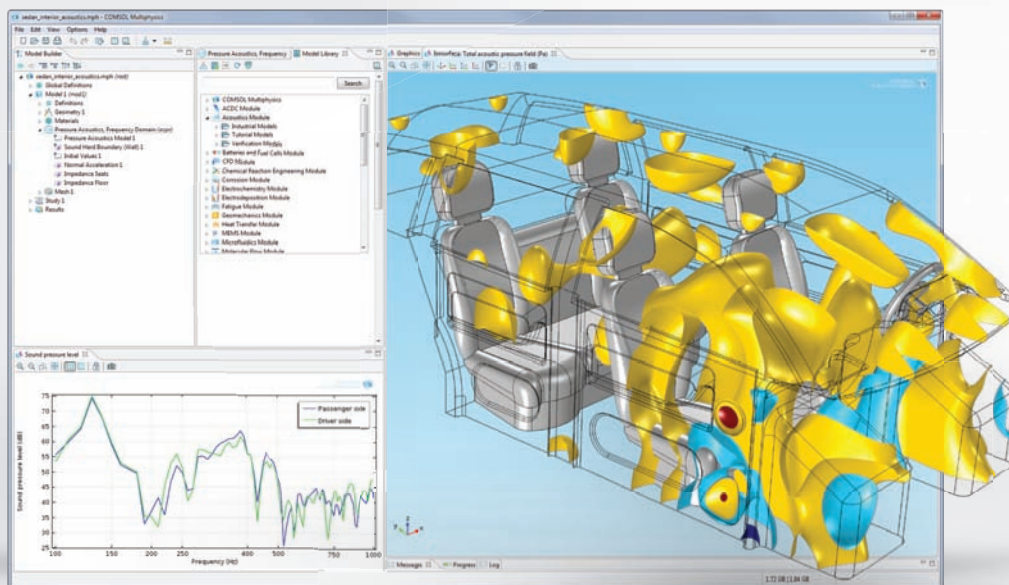 sedan_interior_acoustics.mph - COMSOL Multiphysics
File Edit View Options Help
Model Builder
sedan_interior_acoustics.mph (root)
Global Definitions
Model 1 (mod1)
Definitions
Geometry 1
Materials
Pressure Acoustics, Frequency Domain (acpr)
Pressure Acoustics Model 1
Sound Hard Boundary (Wall) 1
Initial Values 1
Normal Acceleration 1
Impedance Seats
Impedance Floor
Mesh 1
Study 1
Results
Pressure Acoustics, Frequency Model Library
Search
COMSOL Multiphysics
ACDC Module
Acoustics Module
Industrial Models
Tutorial Models
Verification Models
Batteries and Fuel Cells Module
CFD Module
Chemical Reaction Engineering Module
Corrosion Module
Electrochemistry Module
Electrodeposition Module
Fatigue Module
Geomechanics Module
Heat Transfer Module
MEMS Module
Microfluidics Module
Molecular Flow Module
Graphics Isosurface: Total acoustic pressure field (Pa)
Sound pressure level
75
70
65
60
55
50
45
40
35
30
25
Sound pressure level (dB)
Passenger side
Driver side
100 150 200 250 300 400 500 750 1000
Frequency (Hz)
z
y x
Messages Progress Log